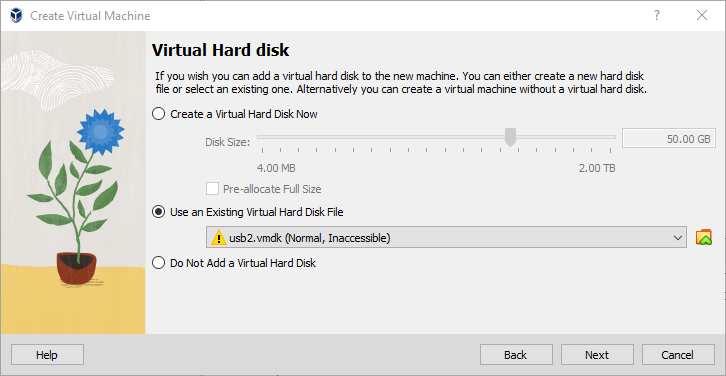 Create Virtual Machine
Virtual Hard disk
If you wish you can add a virtual hard disk to the new machine. You can either create a new hard disk
file or select an existing one. Alternatively you can create a virtual machine without a virtual hard disk.
Create a Virtual Hard Disk Now
Disk Size:
50.00 GB
4.00 MB
2.00 TB
Pre-allocate Full Size
Use an Existing Virtual Hard Disk File
usb2.vmdk (Normal, Inaccessible)
Do Not Add a Virtual Hard Disk
Help
Back
Next
Cancel